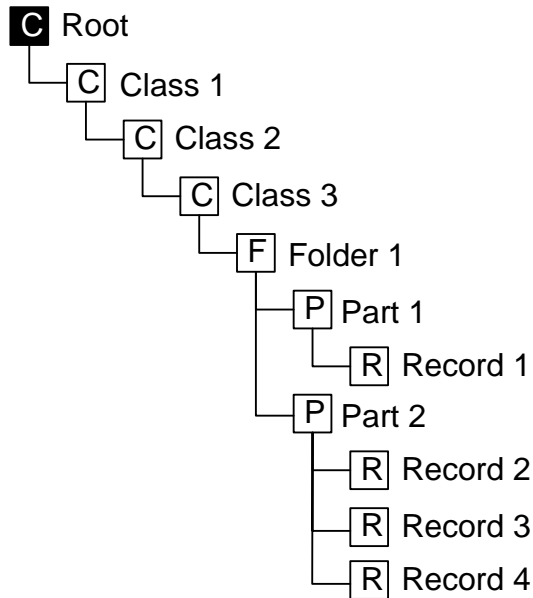 C Root
C Class 1
C Class 2
C Class 3
F Folder 1
P Part 1
R Record 1
P Part 2
R Record 2
R Record 3
R Record 4